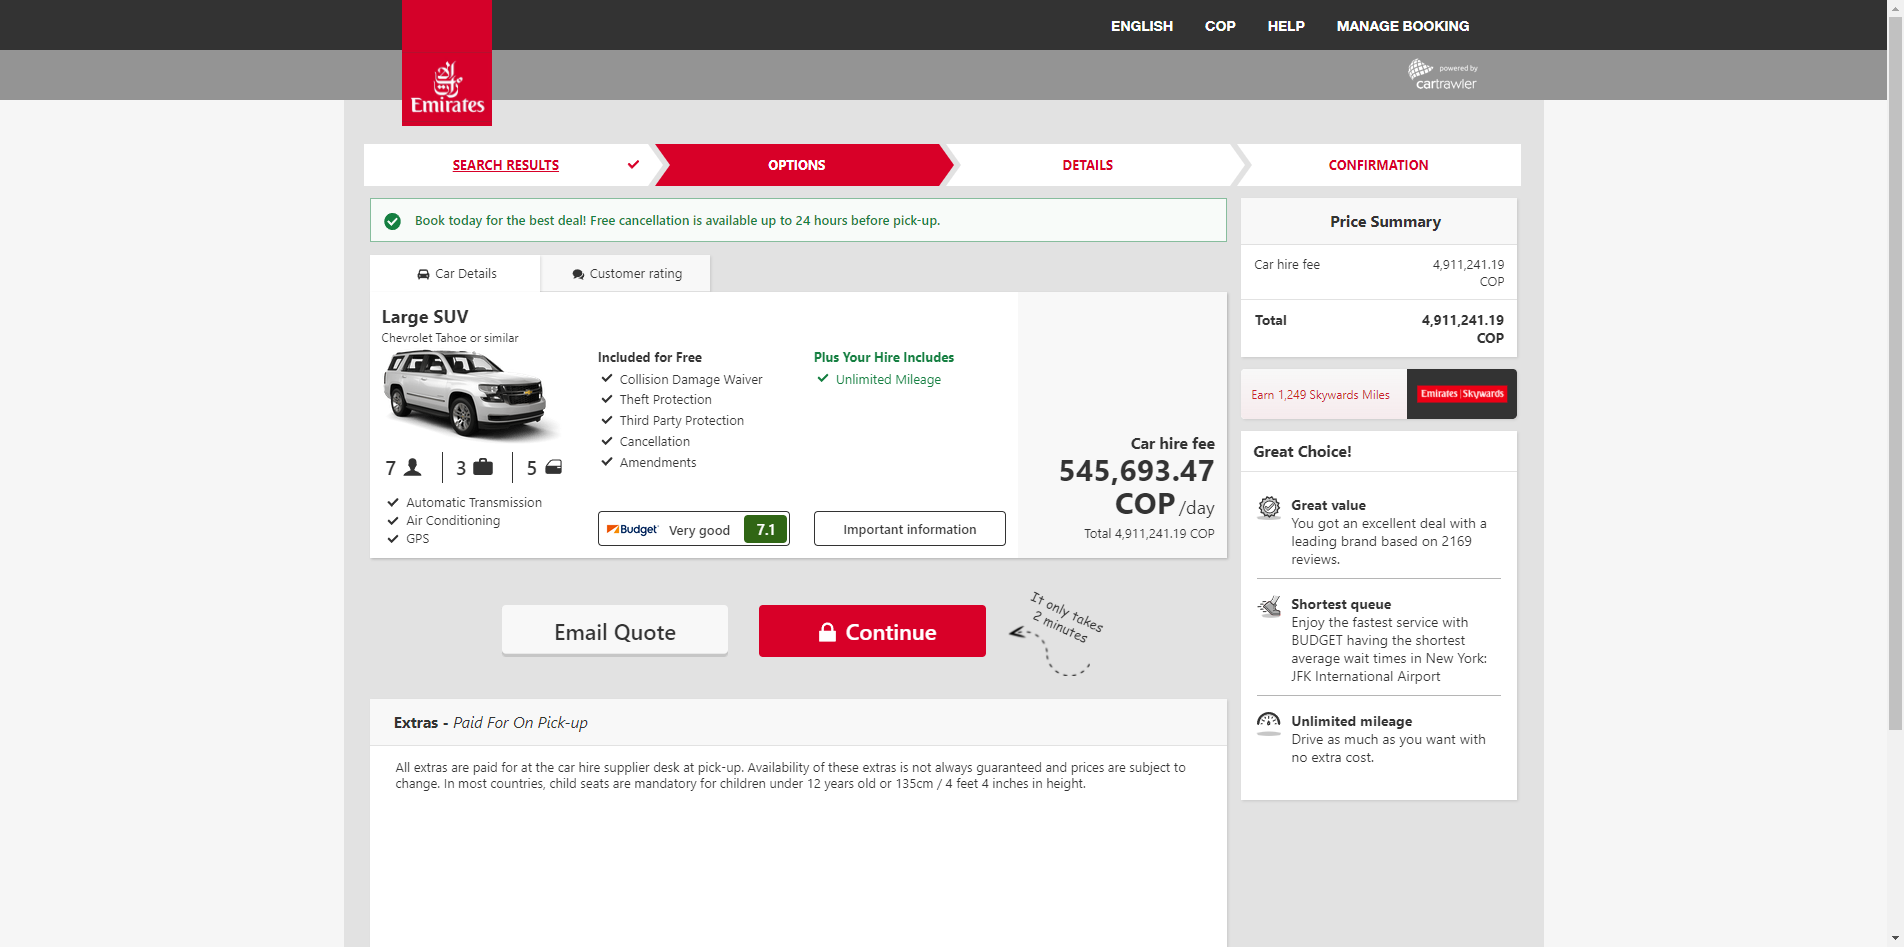 ENGLISH COP HELP MANAGE BOOKING
powered by
cartrawler
Emirates
SEARCH RESULTS OPTIONS DETAILS CONFIRMATION
Book today for the best deal! Free cancellation is available up to 24 hours before pick-up.
Car Details Customer rating
Large SUV
Chevrolet Tahoe or similar
7 3 5
Automatic Transmission
Air Conditioning
GPS
Included for Free
Collision Damage Waiver
Theft Protection
Third Party Protection
Cancellation
Amendments
Budget Very good 7.1
Plus Your Hire Includes
Unlimited Mileage
Important information
Car hire fee
545,693.47
COP /day
Total 4,911,241.19 COP
Email Quote
Continue
It only takes
2 minutes
Extras - Paid For On Pick-up
All extras are paid for at the car hire supplier desk at pick-up. Availability of these extras is not always guaranteed and prices are subject to
change. In most countries, child seats are mandatory for children under 12 years old or 135cm / 4 feet 4 inches in height.
Price Summary
Car hire fee 4,911,241.19
COP
Total 4,911,241.19
COP
Earn 1,249 Skywards Miles
Emirates | Skywards
Great Choice!
Great value
You got an excellent deal with a
leading brand based on 2169
reviews.
Shortest queue
Enjoy the fastest service with
BUDGET having the shortest
average wait times in New York:
JFK International Airport
Unlimited mileage
Drive as much as you want with
no extra cost.